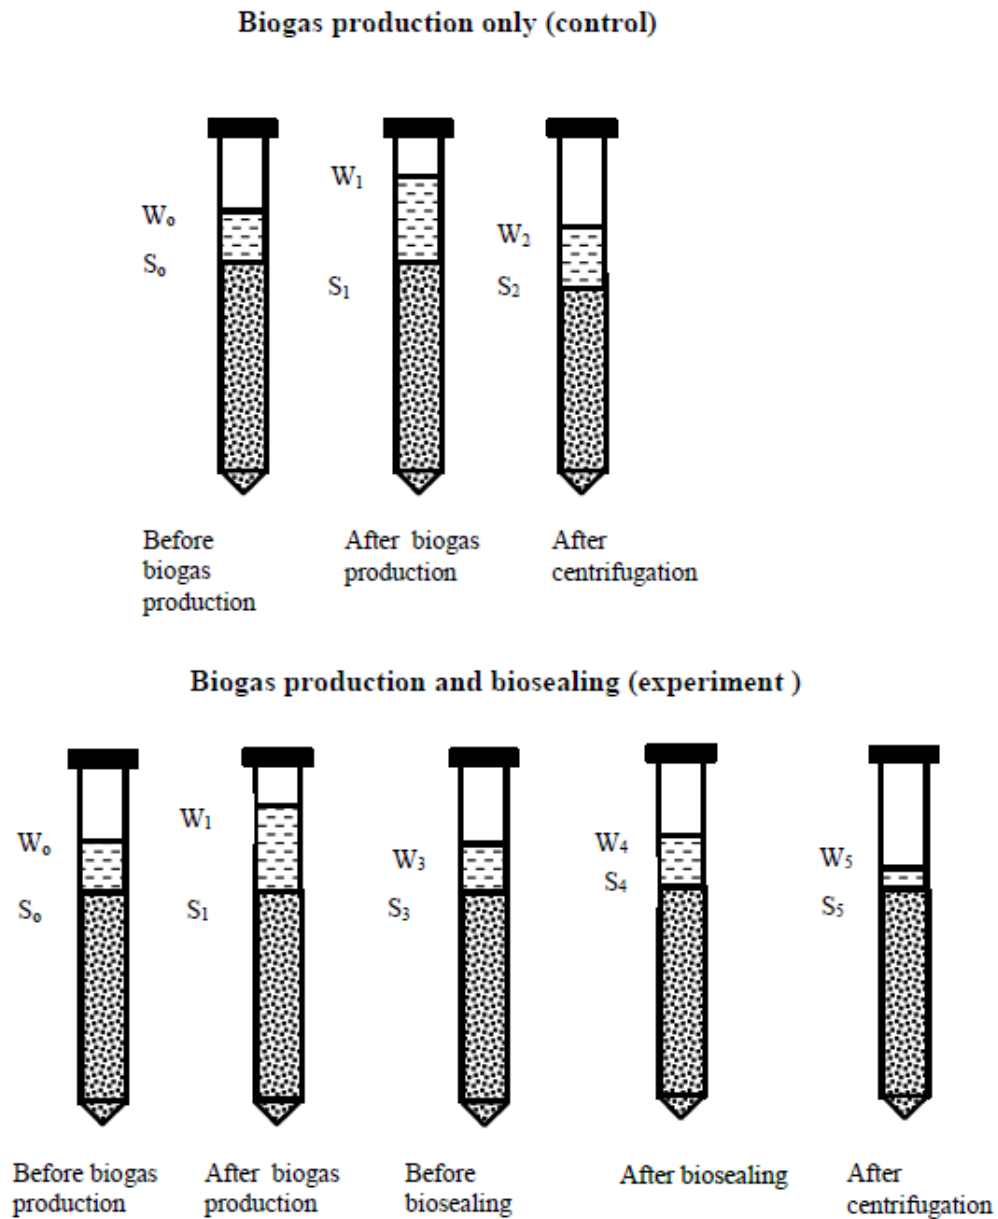 Biogas production only (control)
W₀
S₀
W₁
S₁
W₂
S₂
Before
biogas
production
After biogas
production
After
centrifugation
Biogas production and biosealing (experiment )
W₀
S₀
W₁
S₁
W₃
S₃
W₄
S₄
W₅
S₅
Before biogas
production
After biogas
production
Before
biosealing
After biosealing
After
centrifugation